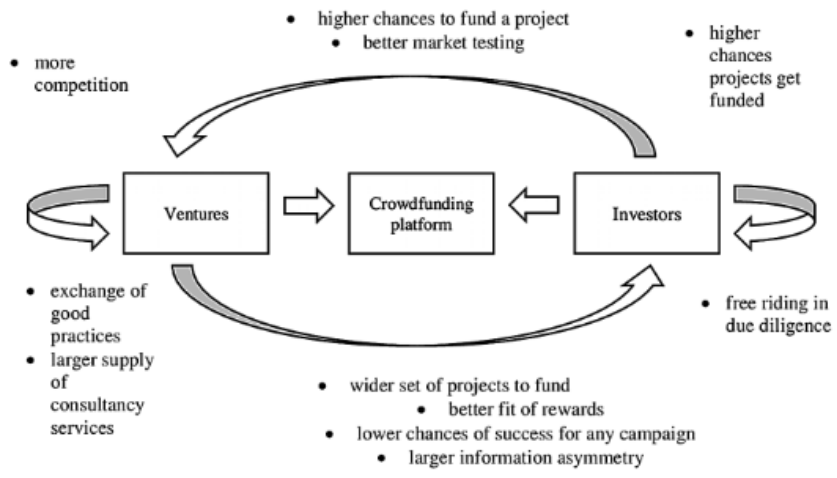 • higher chances to fund a project
• better market testing
• higher
chances
projects get
funded
• more
competition
Ventures
Crowdfunding
platform
Investors
• exchange of
good
practices
• larger supply
of
consultancy
services
• free riding in
due diligence
• wider set of projects to fund
• better fit of rewards
• lower chances of success for any campaign
• larger information asymmetry